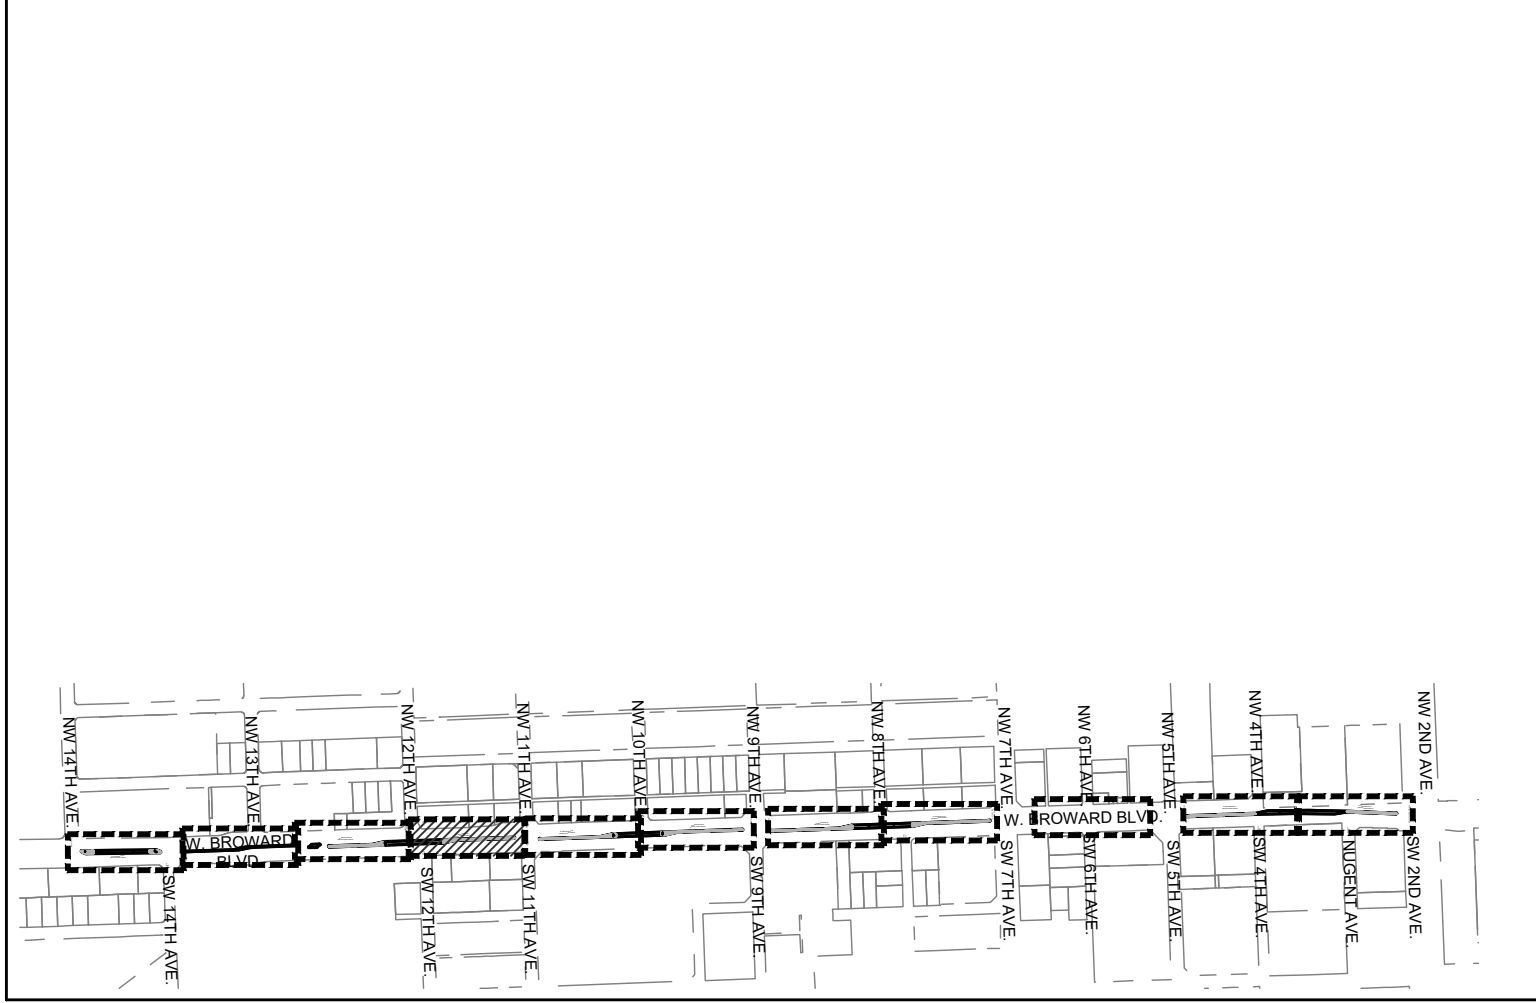 NW 14TH AVE.
NW 13TH AVE.
NW 12TH AVE.
NW 11TH AVE.
NW 10TH AVE.
NW 9TH AVE.
NW 8TH AVE.
NW 7TH AVE.
NW 6TH AVE.
NW 5TH AVE.
NW 4TH AVE.
NW 2ND AVE.
W. BROWARD
BLVD.
W. BROWARD BLVD.
SW 14TH AVE.
SW 12TH AVE.
SW 11TH AVE.
SW 9TH AVE.
SW 7TH AVE.
SW 6TH AVE.
SW 5TH AVE.
SW 4TH AVE.
NUGENT AVE.
SW 2ND AVE.